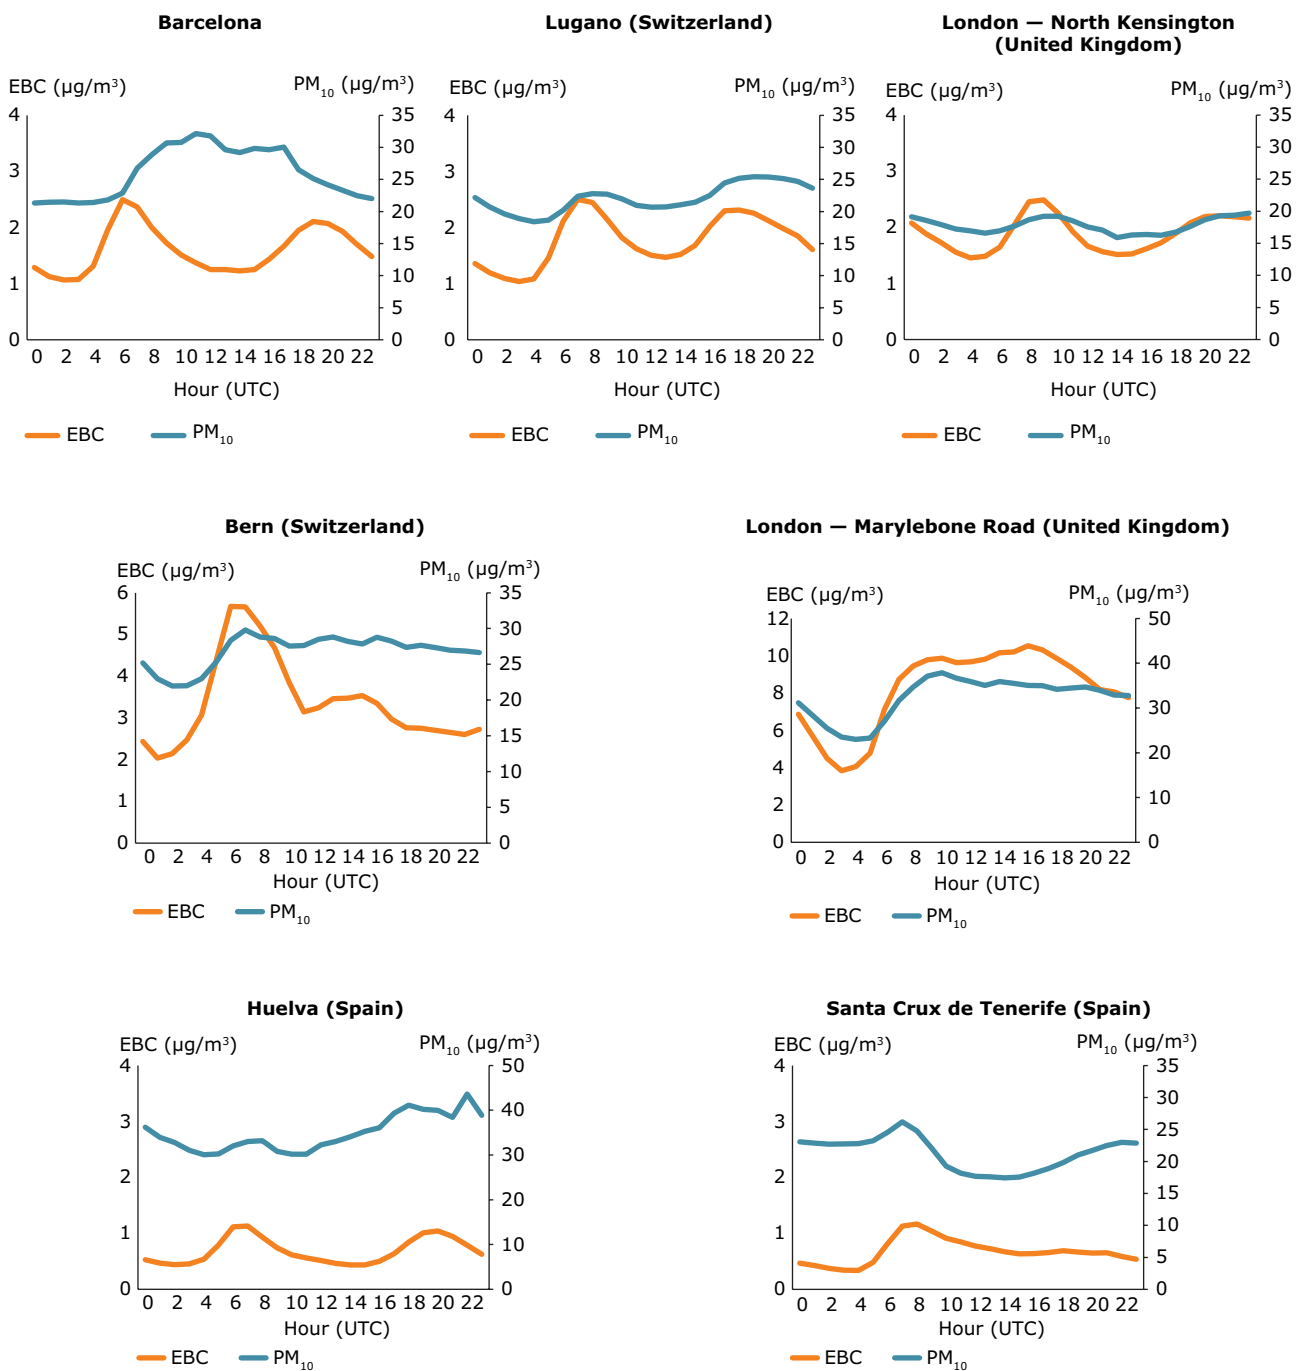 Barcelona
EBC (µg/m³)
PM₁₀ (µg/m³)
4
3
2
1
0
35
30
25
20
15
10
5
0
0 2 4 6 8 10 12 14 16 18 20 22
Hour (UTC)
EBC PM₁₀
Lugano (Switzerland)
EBC (µg/m³)
PM₁₀ (µg/m³)
4
3
2
1
0
35
30
25
20
15
10
5
0
0 2 4 6 8 10 12 14 16 18 20 22
Hour (UTC)
EBC PM₁₀
London — North Kensington
(United Kingdom)
EBC (µg/m³)
PM₁₀ (µg/m³)
4
3
2
1
0
35
30
25
20
15
10
5
0
0 2 4 6 8 10 12 14 16 18 20 22
Hour (UTC)
EBC PM₁₀
Bern (Switzerland)
EBC (µg/m³)
PM₁₀ (µg/m³)
6
5
4
3
2
1
0
35
30
25
20
15
10
5
0
0 2 4 6 8 10 12 14 16 18 20 22
Hour (UTC)
EBC PM₁₀
London — Marylebone Road (United Kingdom)
EBC (µg/m³)
PM₁₀ (µg/m³)
12
10
8
6
4
2
0
50
40
30
20
10
0
0 2 4 6 8 10 12 14 16 18 20 22
Hour (UTC)
EBC PM₁₀
Huelva (Spain)
EBC (µg/m³)
PM₁₀ (µg/m³)
4
3
2
1
0
50
40
30
20
10
0
0 2 4 6 8 10 12 14 16 18 20 22
Hour (UTC)
EBC PM₁₀
Santa Crux de Tenerife (Spain)
EBC (µg/m³)
PM₁₀ (µg/m³)
4
3
2
1
0
35
30
25
20
15
10
5
0
0 2 4 6 8 10 12 14 16 18 20 22
Hour (UTC)
EBC PM₁₀